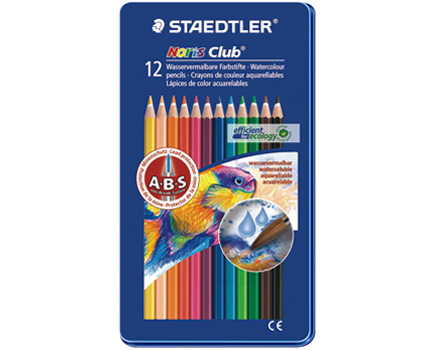 STAEDTLER®
Noris Club®
12 Wasservermalbare Farbstifte · Watercolour
pencils · Crayons de couleur aquarellables
Lápices de color acuarelables
efficient
for ecology
A·B·S
wasservermalbar
watersoluble
aquarellable
acuarelable
CE